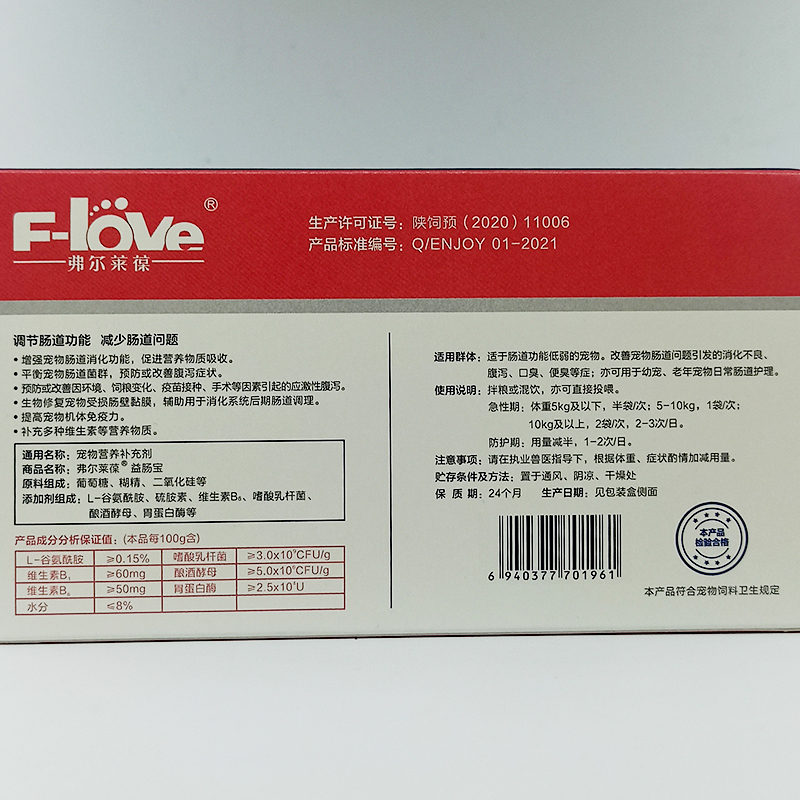 F-love®
弗尔莱葆
生产许可证号：陕饲预（2020）11006
产品标准编号：Q/ENJOY 01-2021
调节肠道功能 减少肠道问题
•增强宠物肠道消化功能，促进营养物质吸收。
•平衡宠物肠道菌群，预防或改善腹泻症状。
•预防或改善因环境、饲粮变化、疫苗接种、手术等因素引起的应激性腹泻。
•生物修复宠物受损肠壁黏膜，辅助用于消化系统后期肠道调理。
•提高宠物机体免疫力。
•补充多种维生素等营养物质。
通用名称：宠物营养补充剂
商品名称：弗尔莱葆®益肠宝
原料组成：葡萄糖、糊精、二氧化硅等
添加剂组成：L-谷氨酰胺、硫胺素、维生素B₆、嗜酸乳杆菌、
酿酒酵母、胃蛋白酶等
产品成分分析保证值：(本品每100g含)
L-谷氨酰胺 ≥0.15% 嗜酸乳杆菌 CFU/g
维生素B₁ ≥60mg 酿酒酵母 CFU/g
维生素B₆ ≥50mg 胃蛋白酶
水分 ≤8%
适用群体：适于肠道功能低弱的宠物。改善宠物肠道问题引发的消化不良、
腹泻、口臭、便臭等症；亦可用于幼宠、老年宠物日常肠道护理。
使用说明：拌粮或混饮，亦可直接投喂。
急性期：体重5kg及以下，半袋/次；5-10kg，1袋/次；
10kg及以上，2袋/次，2-3次/日。
防护期：用量减半，1-2次/日。
注意事项：请在执业兽医指导下，根据体重、症状酌情加减用量。
贮存条件及方法：置于通风、阴凉、干燥处
保质期：24个月 生产日期：见包装盒侧面
6 940377 701961
本产品
检验合格
本产品符合宠物饲料卫生规定